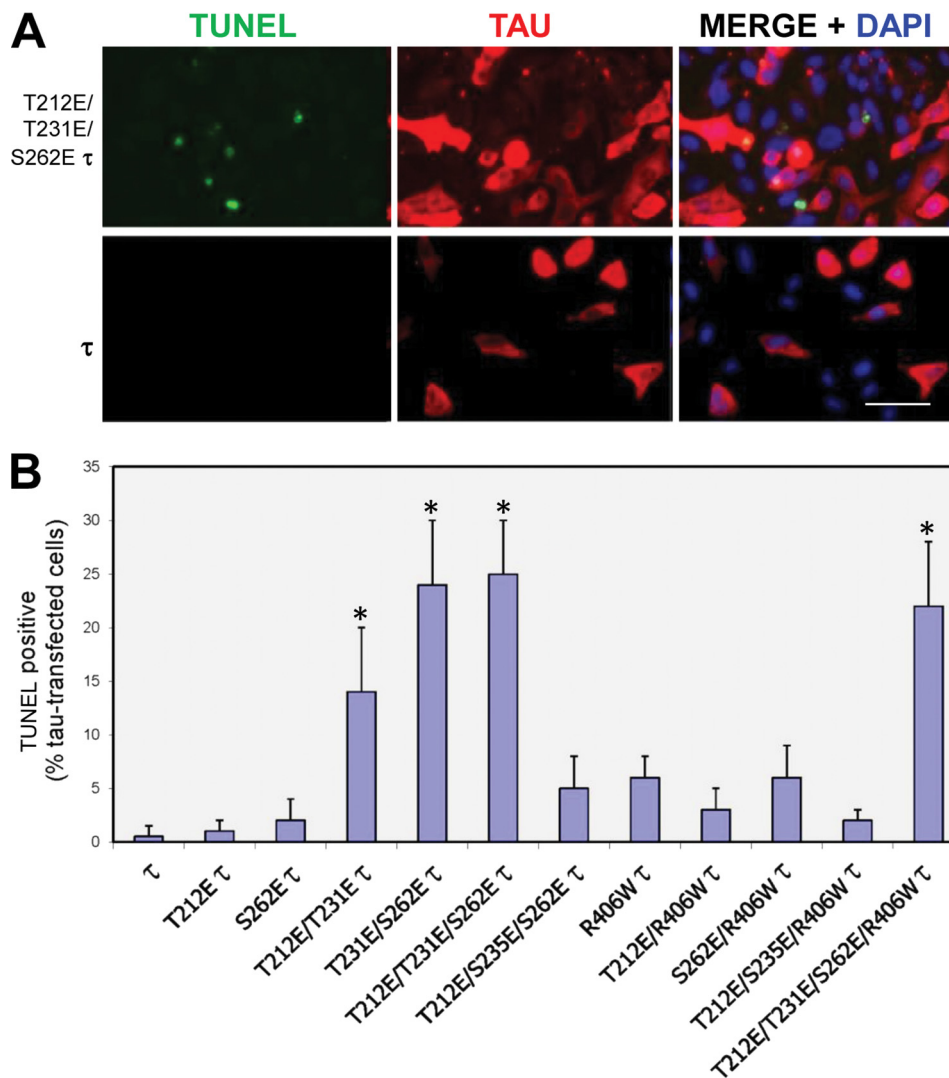 A
TUNEL
TAU
MERGE + DAPI
T212E/
T231E/
S262E τ
τ
B
TUNEL positive
(% tau-transfected cells)
35
30
25
20
15
10
5
0
*
*
*
*
τ
T212E τ
S262E τ
T212E/T231E τ
T231E/S262E τ
T212E/T231E/S262E τ
T212E/S235E/S262E τ
R406W τ
T212E/R406W τ
S262E/R406W τ
T212E/S235E/R406W τ
T212E/T231E/S262E/R406W τ